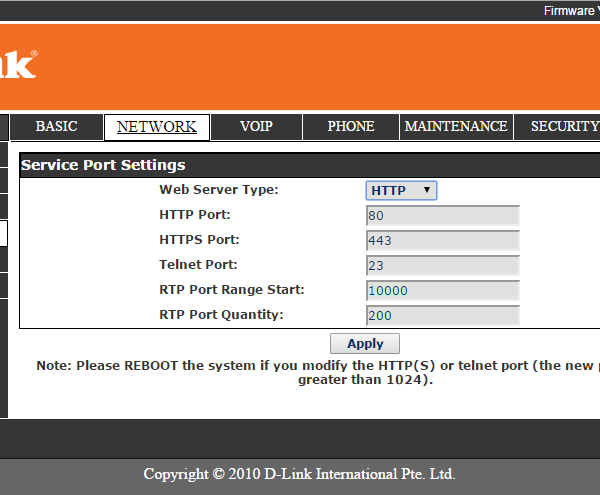 Firmware
BASIC NETWORK VOIP PHONE MAINTENANCE SECURITY
Service Port Settings
Web Server Type: HTTP
HTTP Port: 80
HTTPS Port: 443
Telnet Port: 23
RTP Port Range Start: 10000
RTP Port Quantity: 200
Apply
Note: Please REBOOT the system if you modify the HTTP(S) or telnet port (the new
greater than 1024).
Copyright © 2010 D-Link International Pte. Ltd.